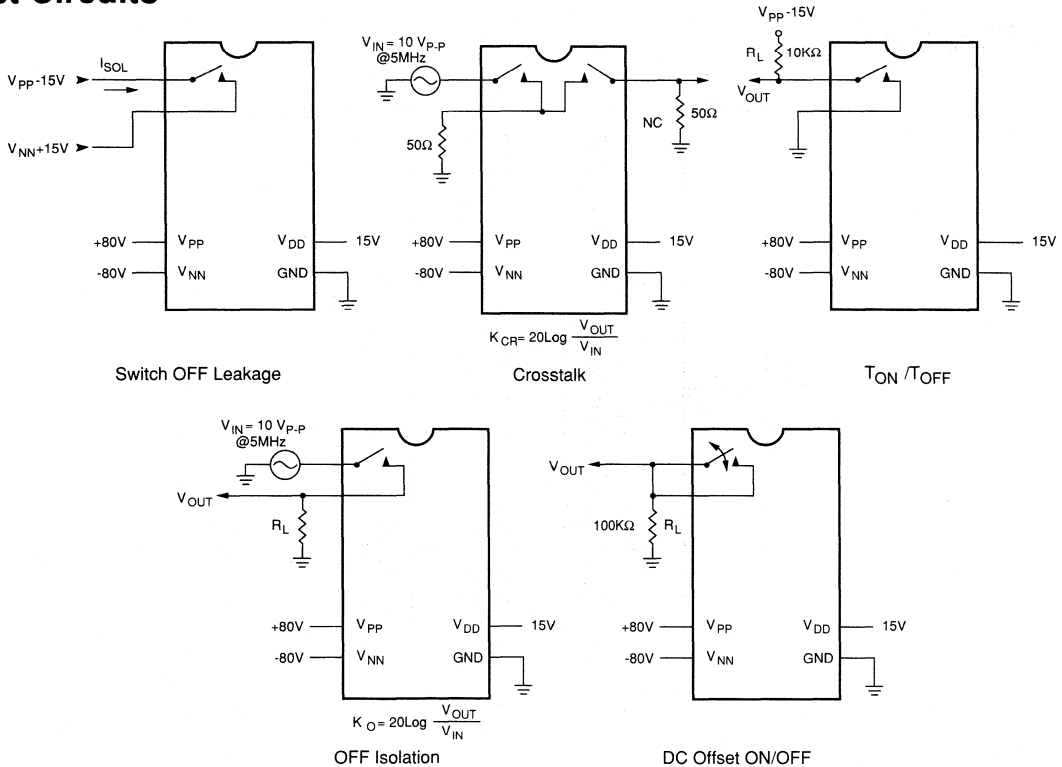 V_PP-15V
I_SOL
V_NN+15V
+80V V_PP V_DD 15V
-80V V_NN GND
Switch OFF Leakage
V_IN = 10 V_P-P
@5MHz
50Ω
NC
50Ω
+80V V_PP V_DD 15V
-80V V_NN GND
K_CR = 20Log V_OUT
V_IN
Crosstalk
V_PP-15V
R_L 10KΩ
V_OUT
+80V V_PP V_DD 15V
-80V V_NN GND
T_ON /T_OFF
V_IN = 10 V_P-P
@5MHz
V_OUT
R_L
+80V V_PP V_DD 15V
-80V V_NN GND
K_O = 20Log V_OUT
V_IN
OFF Isolation
V_OUT
100KΩ R_L
+80V V_PP V_DD 15V
-80V V_NN GND
DC Offset ON/OFF